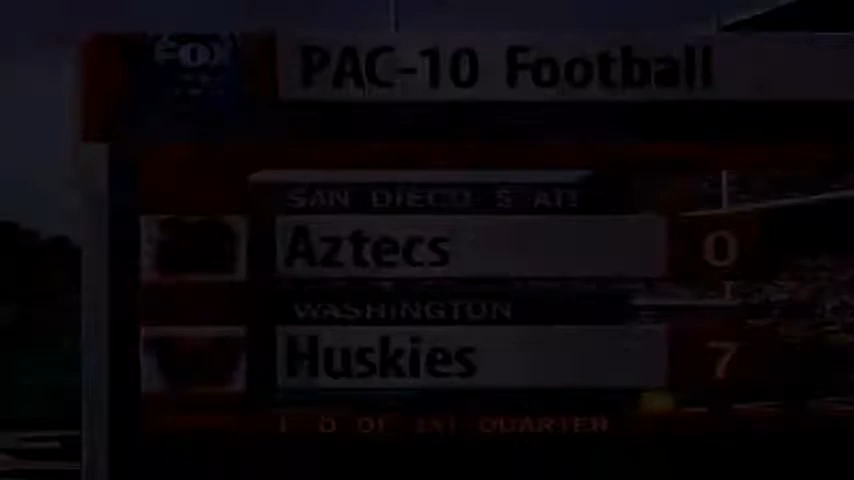 FOX
PAC-10 Football
SAN DIEGO STATE
Aztecs 0
WASHINGTON
Huskies 7
END OF 1ST QUARTER